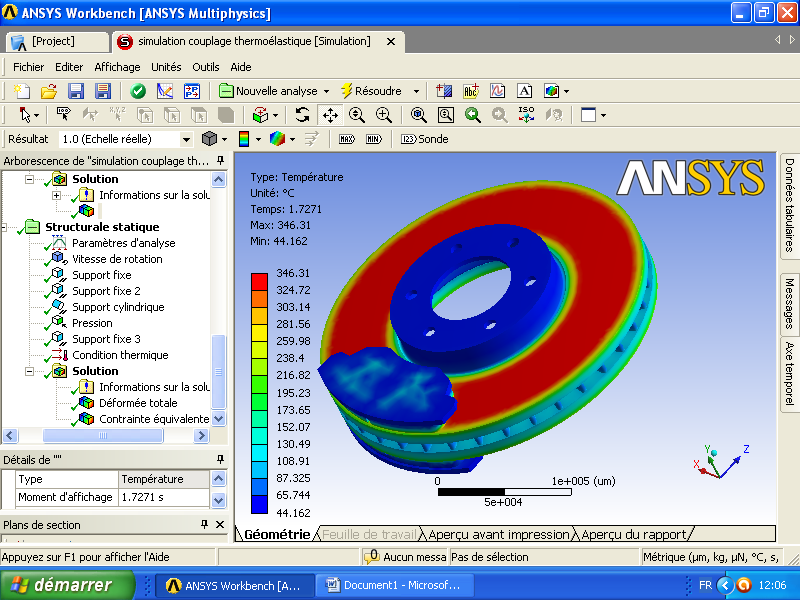 ANSYS Workbench [ANSYS Multiphysics]
[Project]
simulation couplage thermoélastique [Simulation]
Fichier Editer Affichage Unités Outils Aide
Nouvelle analyse Résoudre
Abc
A
x,y,z
ISO
Résultat 1.0 (Echelle réelle) MAX MIN 123 Sonde
Arborescence de "simulation couplage th...
Solution
Informations sur la solu
Structurale statique
Paramètres d'analyse
Vitesse de rotation
Support fixe
Support fixe 2
Support cylindrique
Pression
Support fixe 3
Condition thermique
Solution
Informations sur la solu
Déformée totale
Contrainte équivalente
Détails de ""
Type Température
Moment d'affichage 1.7271 s
Plans de section
Type: Température
Unité: °C
Temps: 1.7271
Max: 346.31
Min: 44.162
346.31
324.72
303.14
281.56
259.98
238.4
216.82
195.23
173.65
152.07
130.49
108.91
87.325
65.744
44.162
ANSYS
0 1e+005 (um)
5e+004
X Y Z
Données tabulaires
Messages
Axe temporel
Géométrie Feuille de travail Aperçu avant impression Aperçu du rapport
Appuyez sur F1 pour afficher l'Aide 0 Aucun messa Pas de sélection Métrique (µm, kg, µN, °C, s,
démarrer ANSYS Workbench [A... Document1 - Microsof... FR 12:06